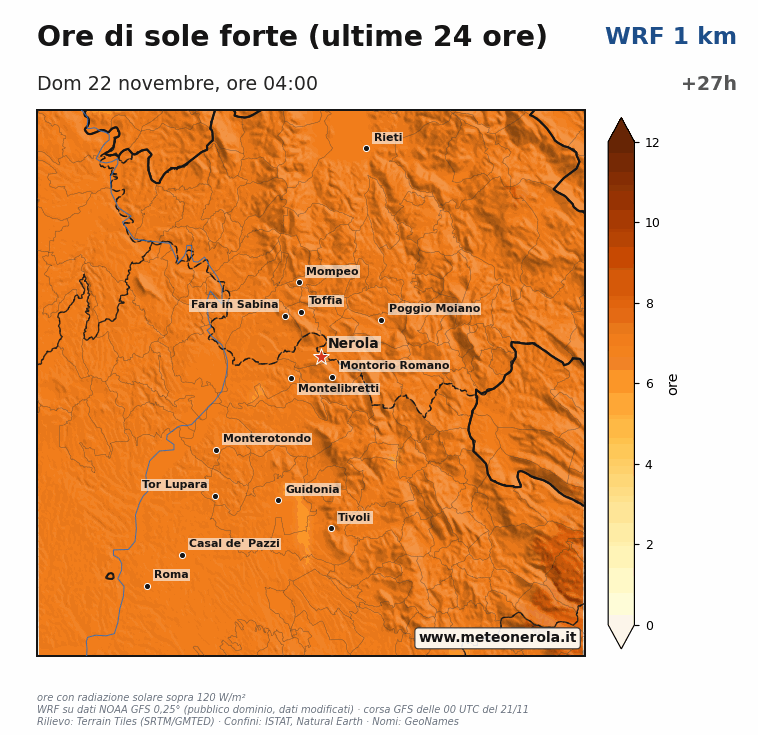 Ore di sole forte (ultime 24 ore)
WRF 1 km
Dom 22 novembre, ore 04:00
+27h
Rieti
Mompeo
Toffia
Fara in Sabina
Poggio Moiano
Nerola
Montorio Romano
Montelibretti
Monterotondo
Tor Lupara
Guidonia
Tivoli
Casal de' Pazzi
Roma
www.meteonerola.it
12
10
8
6
4
2
0
ore
ore con radiazione solare sopra 120 W/m²
WRF su dati NOAA GFS 0,25° (pubblico dominio, dati modificati) · corsa GFS delle 00 UTC del 21/11
Rilievo: Terrain Tiles (SRTM/GMTED) · Confini: ISTAT, Natural Earth · Nomi: GeoNames